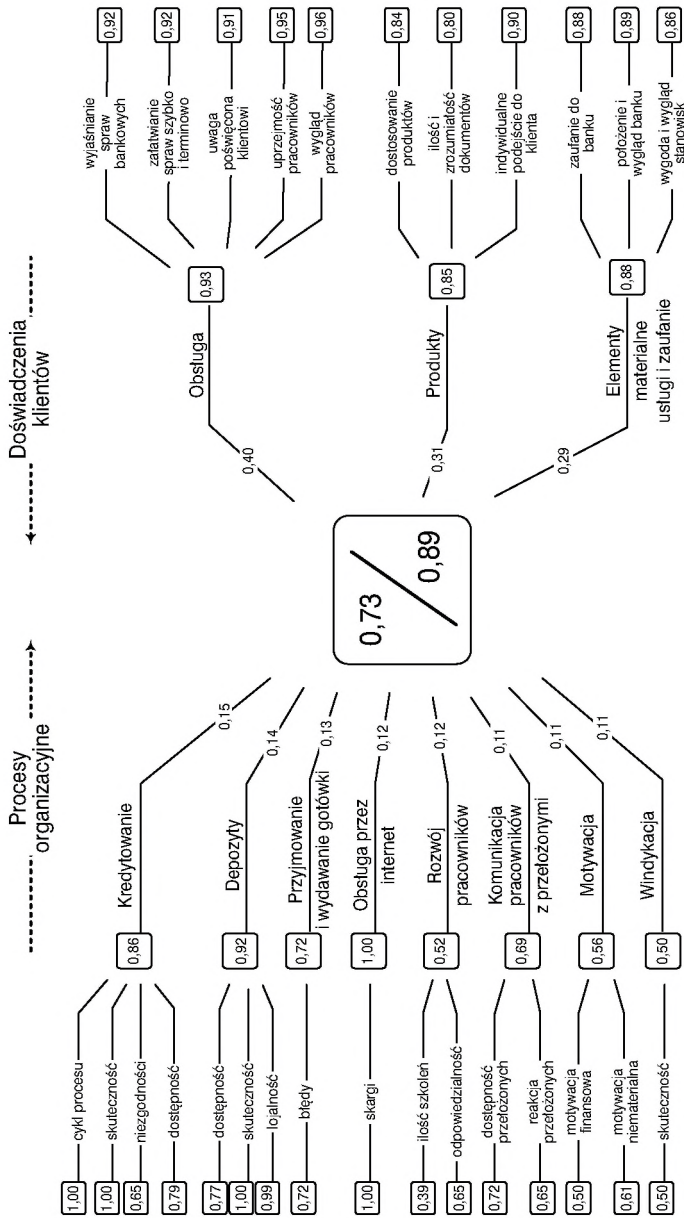 Procesy
organizacyjne
Doświadczenia
klientów
0,73
0,89
1,00
cykl procesu
1,00
skuteczność
0,65
niezgodności
0,79
dostępność
0,86
Kredytowanie
0,15
0,77
dostępność
1,00
skuteczność
0,99
lojalność
0,92
Depozyty
0,14
0,72
błędy
0,72
Przyjmowanie
i wydawanie gotówki
0,13
1,00
skargi
1,00
Obsługa przez
internet
0,12
0,39
ilość szkoleń
0,65
odpowiedzialność
0,52
Rozwój
pracowników
0,12
0,72
dostępność
przełożonych
0,65
reakcja
przełożonych
0,69
Komunikacja
pracowników
z przełożonymi
0,11
0,50
motywacja
finansowa
0,61
motywacja
niematerialna
0,56
Motywacja
0,11
0,50
skuteczność
0,50
Windykacja
0,11
0,40
Obsługa
0,93
wyjaśnianie
spraw
bankowych
0,92
załatwianie
spraw szybko
i terminowo
0,92
uwaga
poświęcona
klientowi
0,91
uprzejmość
pracowników
0,95
wygląd
pracowników
0,96
0,31
Produkty
0,85
dostosowanie
produktów
0,84
ilość i
zrozumiałość
dokumentów
0,80
indywidualne
podejście do
klienta
0,90
0,29
Elementy
materialne
usługi i zaufanie
0,88
zaufanie do
banku
0,88
położenie i
wygląd banku
0,89
wygoda i wygląd
stanowisk
0,86